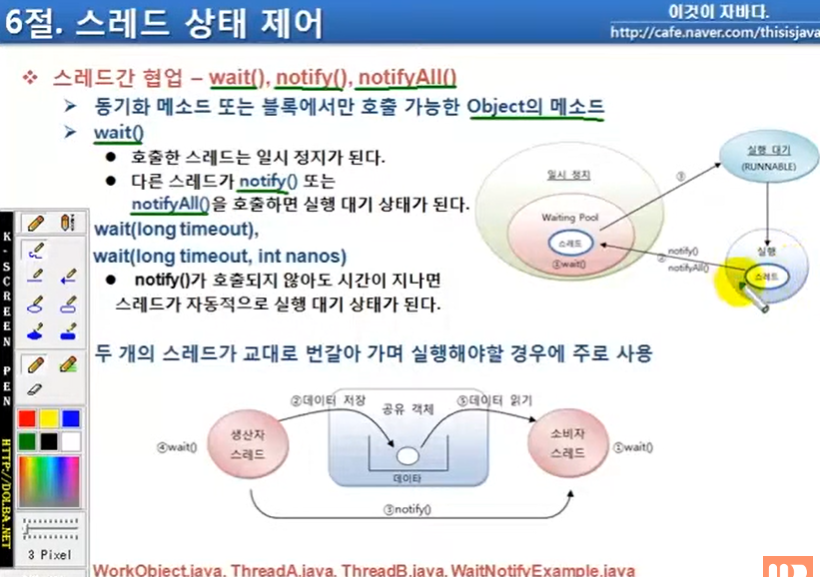 6절. 스레드 상태 제어
이것이 자바다.
http://cafe.naver.com/thisisjava
스레드간 협업 – wait(), notify(), notifyAll()
동기화 메소드 또는 블록에서만 호출 가능한 Object의 메소드
wait()
호출한 스레드는 일시 정지가 된다.
다른 스레드가 notify() 또는
notifyAll()을 호출하면 실행 대기 상태가 된다.
wait(long timeout),
wait(long timeout, int nanos)
notify()가 호출되지 않아도 시간이 지나면
스레드가 자동적으로 실행 대기 상태가 된다.
일시 정지
Waiting Pool
스레드
①wait()
③
실행 대기
(RUNNABLE)
②
notify()
notifyAll()
실행
스레드
두 개의 스레드가 교대로 번갈아 가며 실행해야할 경우에 주로 사용
②데이터 저장
공유 객체
⑤데이터 읽기
④wait()
생산자
스레드
데이타
소비자
스레드
①wait()
③notify()
WorkObject.java, ThreadA.java, ThreadB.java, WaitNotifyExample.java
K-SCREEN PEN
HTTP://DOLBA.NET
3 Pixel